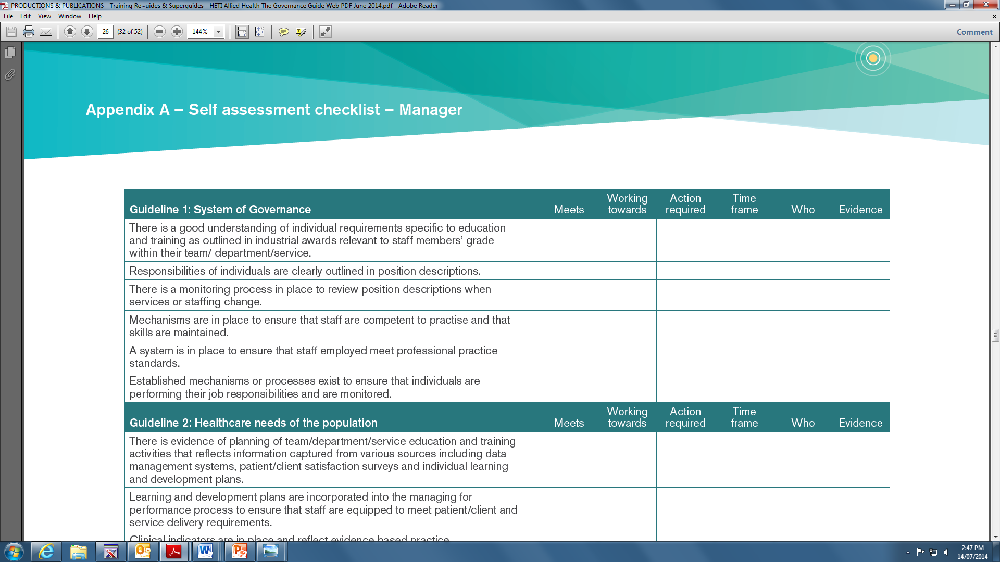 PRODUCTIONS & PUBLICATIONS - Training Re~uides & Superguides - HETI Allied Health The Governance Guide Web PDF June 2014.pdf - Adobe Reader
File Edit View Window Help
26 (32 of 52) 144% Comment
Appendix A – Self assessment checklist – Manager
Guideline 1: System of Governance Meets Working towards Action required Time frame Who Evidence
There is a good understanding of individual requirements specific to education
and training as outlined in industrial awards relevant to staff members’ grade
within their team/ department/service.
Responsibilities of individuals are clearly outlined in position descriptions.
There is a monitoring process in place to review position descriptions when
services or staffing change.
Mechanisms are in place to ensure that staff are competent to practise and that
skills are maintained.
A system is in place to ensure that staff employed meet professional practice
standards.
Established mechanisms or processes exist to ensure that individuals are
performing their job responsibilities and are monitored.
Guideline 2: Healthcare needs of the population Meets Working towards Action required Time frame Who Evidence
There is evidence of planning of team/department/service education and training
activities that reflects information captured from various sources including data
management systems, patient/client satisfaction surveys and individual learning
and development plans.
Learning and development plans are incorporated into the managing for
performance process to ensure that staff are equipped to meet patient/client and
service delivery requirements.
Clinical indicators are in place and reflect evidence based practice
2:47 PM
14/07/2014